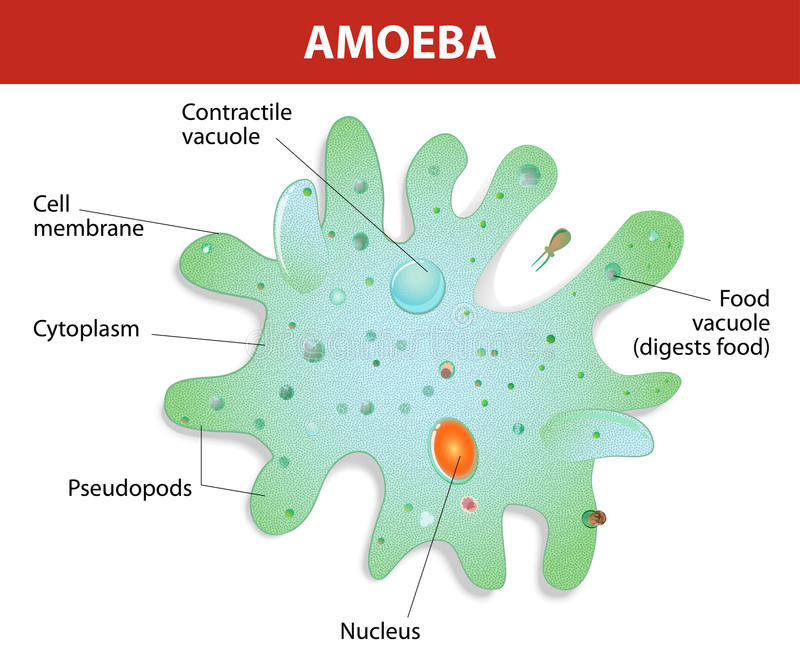 AMOEBA
Contractile
vacuole
Cell
membrane
Cytoplasm
Food
vacuole
(digests food)
Pseudopods
Nucleus